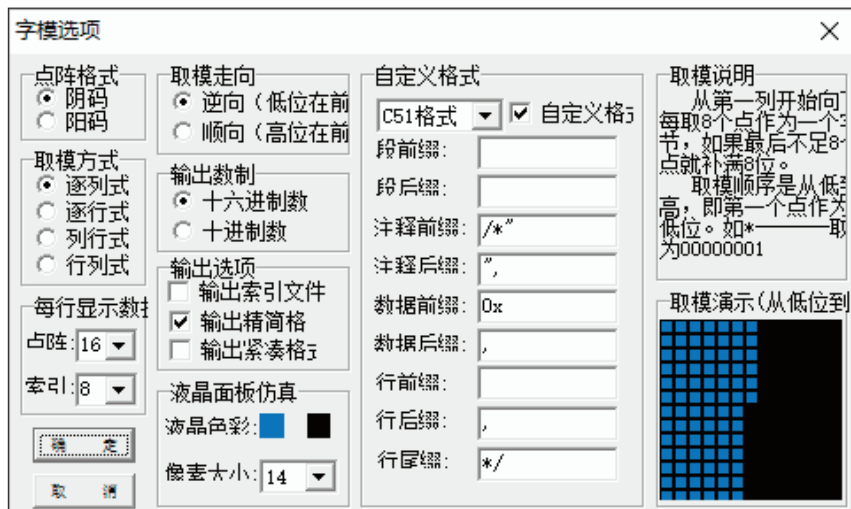 字模选项
点阵格式
阴码
阳码
取模方式
逐列式
逐行式
列行式
行列式
每行显示数
点阵:
16
索引:
8
确 定
取 消
取模走向
逆向(低位在前
顺向(高位在前
输出数制
十六进制数
十进制数
输出选项
输出索引文件
输出精简格
输出紧凑格
液晶面板仿真
液晶色彩:
像素大小:
14
自定义格式
C51格式
自定义格
段前缀:
段后缀:
注释前缀:
/*"
注释后缀:
",
数据前缀:
0x
数据后缀:
,
行前缀:
行后缀:
,
行尾缀:
*/
取模说明
从第一列开始向
每取8个点作为一个
节,如果最后不足8
点就补满8位。
取模顺序是从低
高,即第一个点作为
低位。如*———取
为00000001
取模演示(从低位到